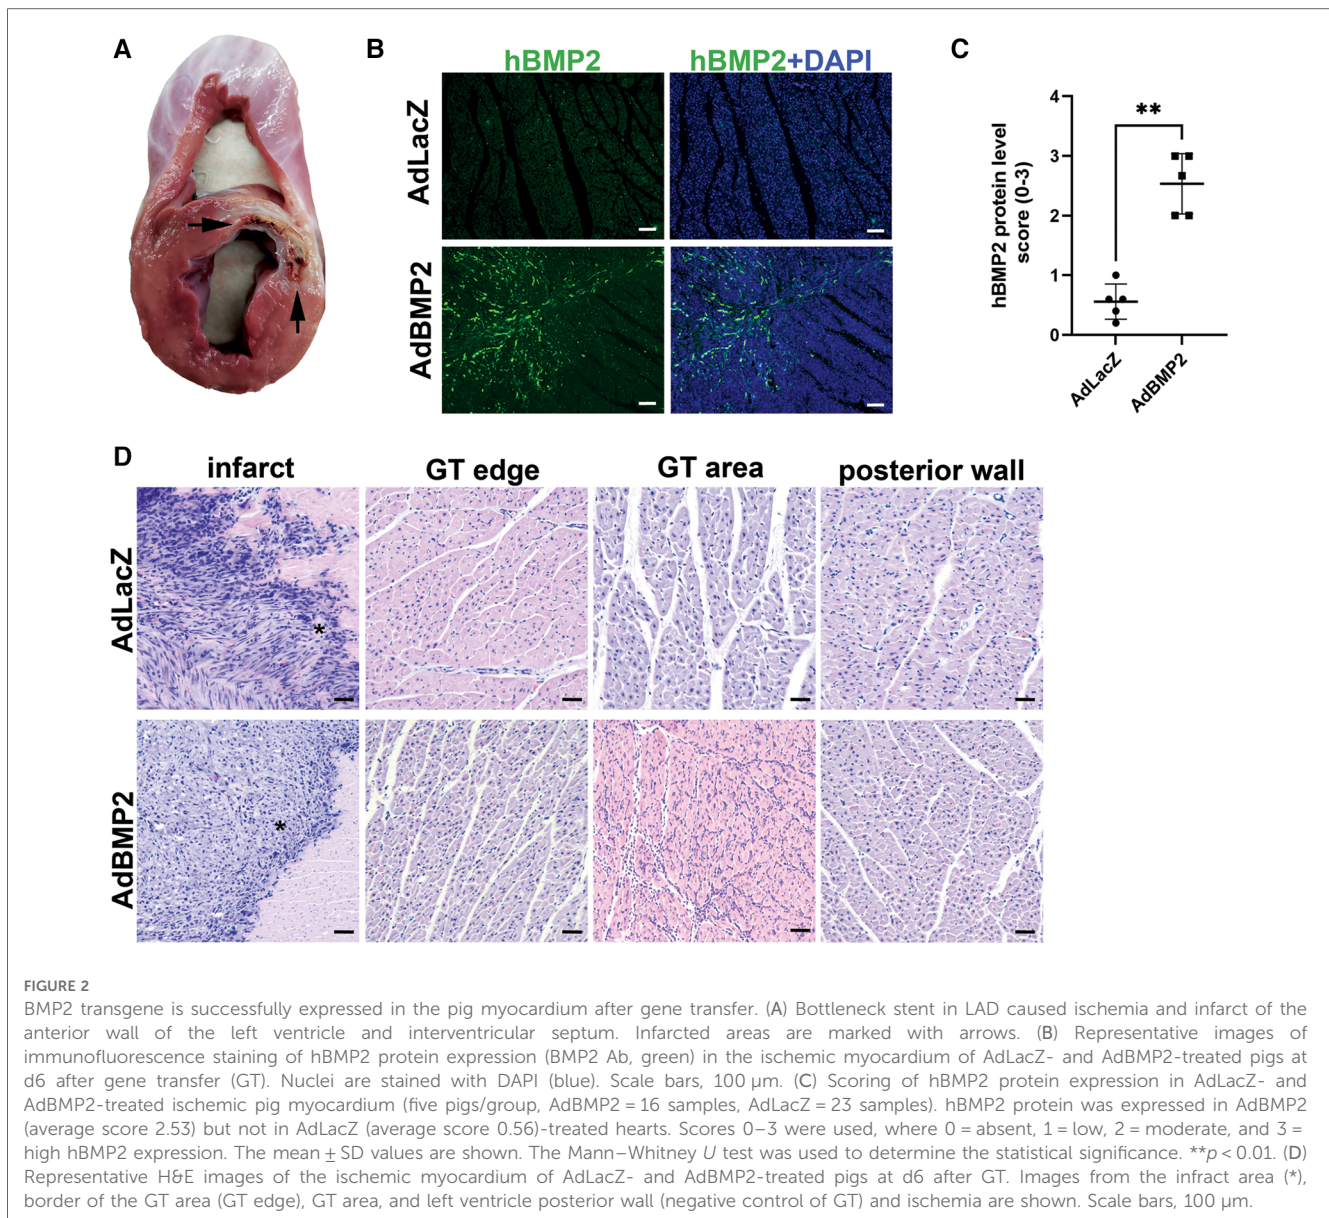 A
B
hBMP2
hBMP2+DAPI
AdLacZ
AdBMP2
C
hBMP2 protein level
score (0-3)
4
3
2
1
0
**
AdLacZ
AdBMP2
D
infarct
GT edge
GT area
posterior wall
AdLacZ
*
AdBMP2
*
FIGURE 2
BMP2 transgene is successfully expressed in the pig myocardium after gene transfer. (A) Bottleneck stent in LAD caused ischemia and infarct of the
anterior wall of the left ventricle and interventricular septum. Infarcted areas are marked with arrows. (B) Representative images of
immunofluorescence staining of hBMP2 protein expression (BMP2 Ab, green) in the ischemic myocardium of AdLacZ- and AdBMP2-treated pigs at
d6 after gene transfer (GT). Nuclei are stained with DAPI (blue). Scale bars, 100 µm. (C) Scoring of hBMP2 protein expression in AdLacZ- and
AdBMP2-treated ischemic pig myocardium (five pigs/group, AdBMP2 = 16 samples, AdLacZ = 23 samples). hBMP2 protein was expressed in AdBMP2
(average score 2.53) but not in AdLacZ (average score 0.56)-treated hearts. Scores 0–3 were used, where 0 = absent, 1 = low, 2 = moderate, and 3 =
high hBMP2 expression. The mean ± SD values are shown. The Mann–Whitney U test was used to determine the statistical significance. **p < 0.01. (D)
Representative H&E images of the ischemic myocardium of AdLacZ- and AdBMP2-treated pigs at d6 after GT. Images from the infract area (*),
border of the GT area (GT edge), GT area, and left ventricle posterior wall (negative control of GT) and ischemia are shown. Scale bars, 100 µm.